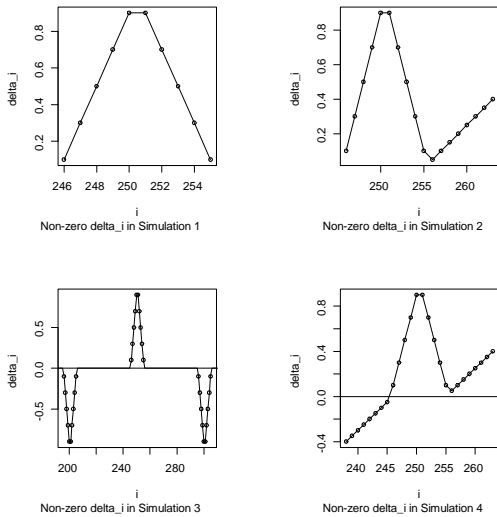 0.2 0.4 0.6 0.8
delta_i
246 248 250 252 254
i
Non-zero delta_i in Simulation 1
0.2 0.4 0.6 0.8
delta_i
250 255 260
i
Non-zero delta_i in Simulation 2
-0.5 0.0 0.5
delta_i
200 250 300
i
Non-zero delta_i in Simulation 3
-0.4 0.0 0.4 0.8
delta_i
240 245 250 255 260
i
Non-zero delta_i in Simulation 4